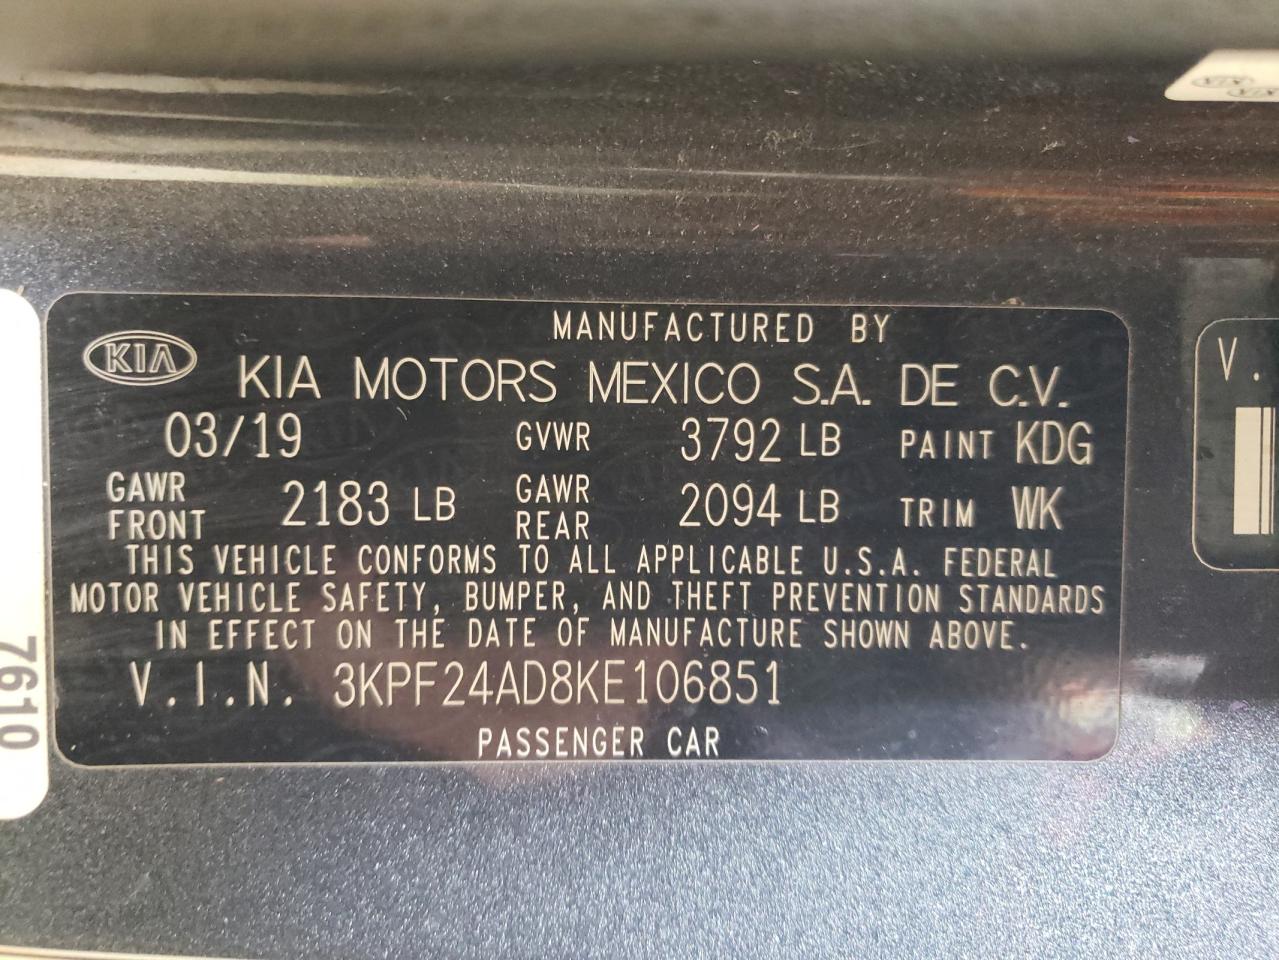 MANUFACTURED BY
KIA KIA MOTORS MEXICO S.A. DE C.V.
03/19 GVWR 3792 LB PAINT KDG
GAWR FRONT 2183 LB GAWR REAR 2094 LB TRIM WK
THIS VEHICLE CONFORMS TO ALL APPLICABLE U.S.A. FEDERAL
MOTOR VEHICLE SAFETY, BUMPER, AND THEFT PREVENTION STANDARDS
IN EFFECT ON THE DATE OF MANUFACTURE SHOWN ABOVE.
V.I.N. 3KPF24AD8KE106851
PASSENGER CAR
7610
V.
KIA